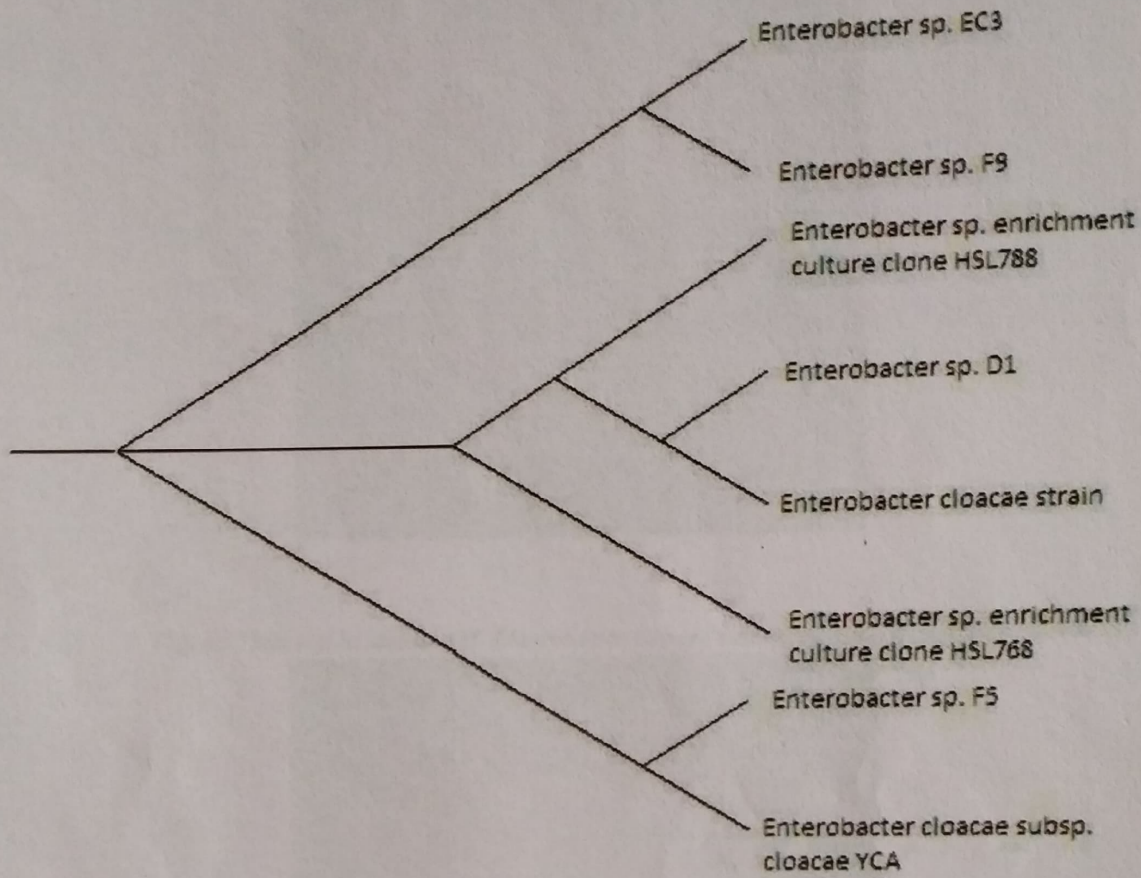 Enterobacter sp. EC3
Enterobacter sp. F9
Enterobacter sp. enrichment
culture clone HSL788
Enterobacter sp. D1
Enterobacter cloacae strain
Enterobacter sp. enrichment
culture clone HSL768
Enterobacter sp. F5
Enterobacter cloacae subsp.
cloacae YCA